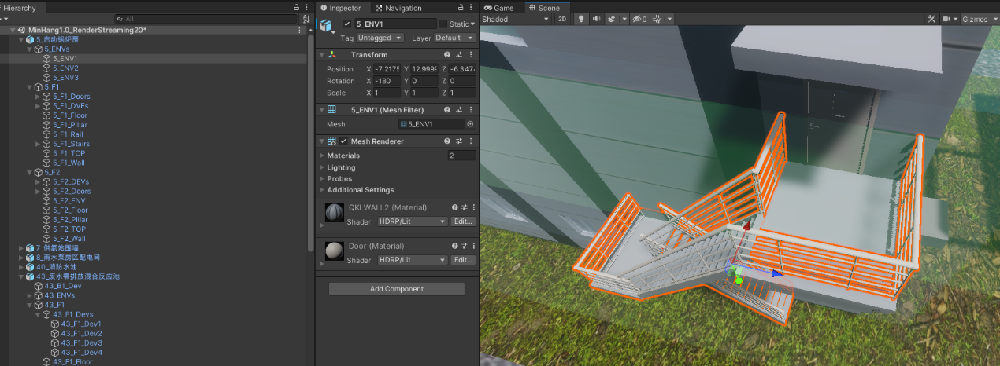 Hierarchy
All
MinHang1.0_RenderStreaming20*
5_启动锅炉房
5_ENVs
5_ENV1
5_ENV2
5_ENV3
5_F1
5_F1_Doors
5_F1_DVEs
5_F1_Floor
5_F1_Pillar
5_F1_Rail
5_F1_Stairs
5_F1_TOP
5_F1_Wall
5_F2
5_F2_DEVs
5_F2_Doors
5_F2_ENV
5_F2_Floor
5_F2_Pillar
5_F2_TOP
5_F2_Wall
7_供氨站围墙
8_雨水泵房区配电间
40_消防水池
43_废水零排放混合反应池
43_B1_Dev
43_ENVs
43_F1
43_F1_Devs
43_F1_Dev1
43_F1_Dev2
43_F1_Dev3
43_F1_Dev4
43_F1_Floor
Inspector Navigation
5_ENV1 Static
Tag Untagged Layer Default
Transform
Position X -7.2175 Y 12.9999 Z -6.3474
Rotation X -180 Y 0 Z 0
Scale X 1 Y 1 Z 1
5_ENV1 (Mesh Filter)
Mesh 5_ENV1
Mesh Renderer
Materials 2
Lighting
Probes
Additional Settings
QKLWALL2 (Material)
Shader HDRP/Lit Edit...
Door (Material)
Shader HDRP/Lit Edit...
Add Component
Game Scene
Shaded 2D 0 Gizmos